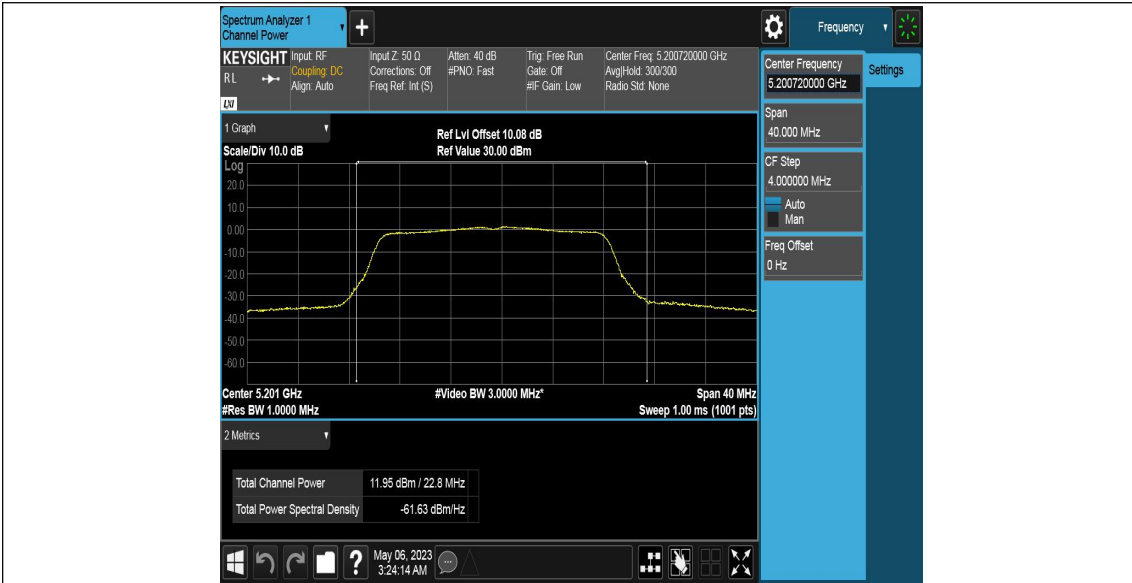 Spectrum Analyzer 1
Channel Power
+
Frequency
KEYSIGHT
R L
LXI
Input: RF
Coupling: DC
Align: Auto
Input Z: 50 Ω
Corrections: Off
Freq Ref: Int (S)
Atten: 40 dB
#PNO: Fast
Trig: Free Run
Gate: Off
#IF Gain: Low
Center Freq: 5.200720000 GHz
Avg|Hold: 300/300
Radio Std: None
Center Frequency
5.200720000 GHz
Settings
Span
40.000 MHz
CF Step
4.000000 MHz
Auto
Man
Freq Offset
0 Hz
1 Graph
Scale/Div 10.0 dB
Ref Lvl Offset 10.08 dB
Ref Value 30.00 dBm
Log
20.0
10.0
0.00
-10.0
-20.0
-30.0
-40.0
-50.0
-60.0
Center 5.201 GHz
#Video BW 3.0000 MHz*
Span 40 MHz
#Res BW 1.0000 MHz
Sweep 1.00 ms (1001 pts)
2 Metrics
Total Channel Power 11.95 dBm / 22.8 MHz
Total Power Spectral Density -61.63 dBm/Hz
?
May 06, 2023
3:24:14 AM